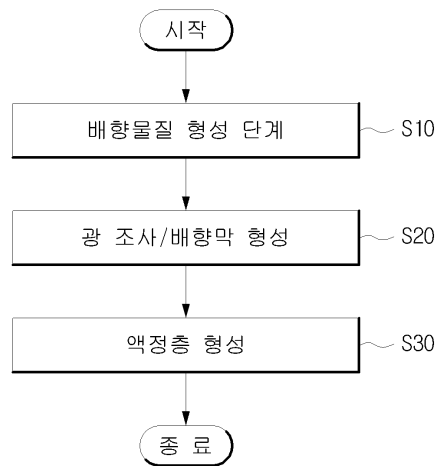 시작
배향물질 형성 단계
S10
광 조사/배향막 형성
S20
액정층 형성
S30
종 료